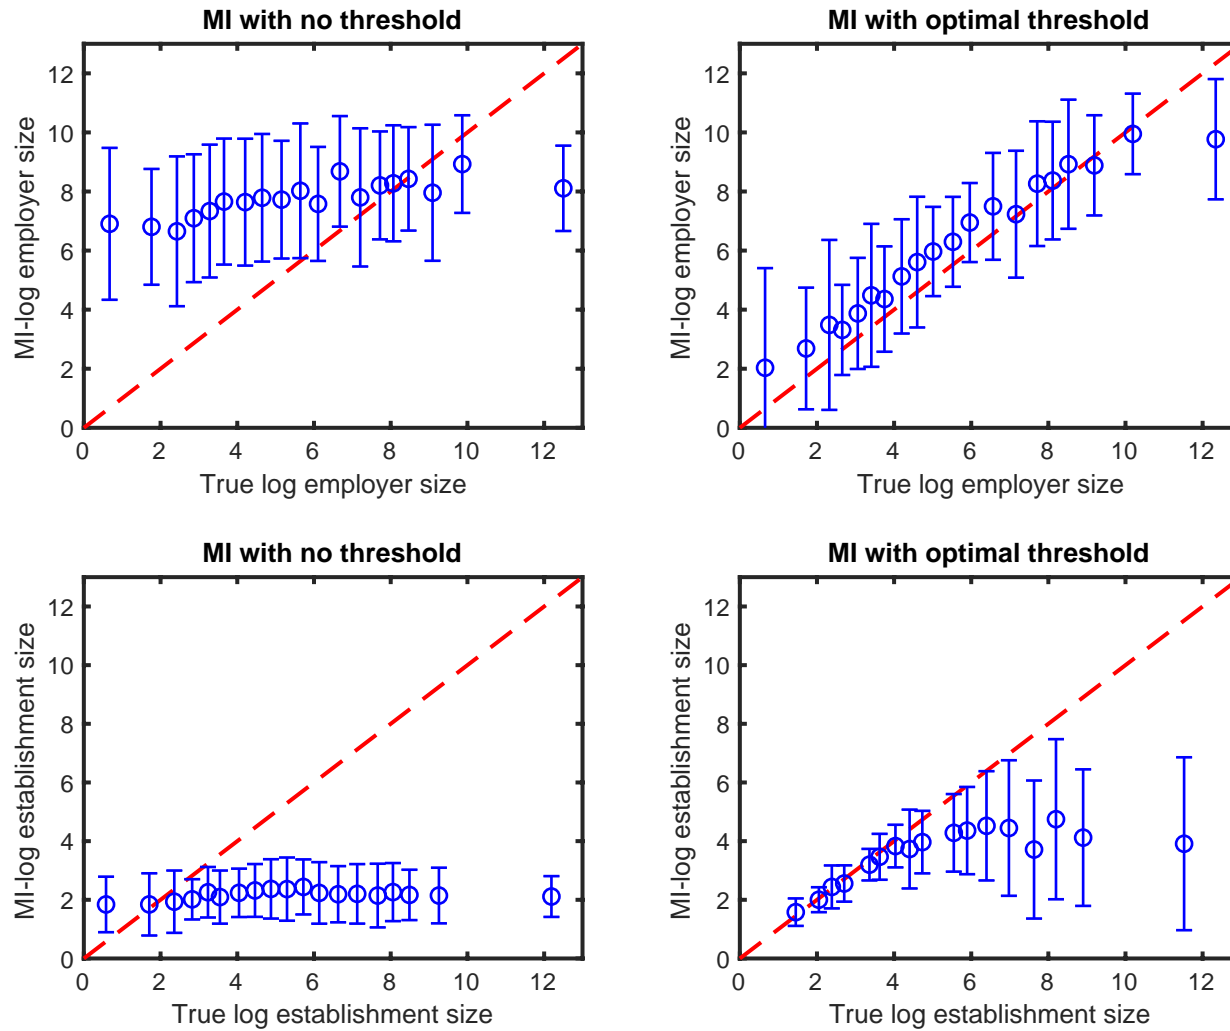 MI with no threshold
MI with optimal threshold
12
10
8
6
4
2
0
MI-log employer size
0 2 4 6 8 10 12
True log employer size
12
10
8
6
4
2
0
MI-log employer size
0 2 4 6 8 10 12
True log employer size
MI with no threshold
MI with optimal threshold
12
10
8
6
4
2
0
MI-log establishment size
0 2 4 6 8 10 12
True log establishment size
12
10
8
6
4
2
0
MI-log establishment size
0 2 4 6 8 10 12
True log establishment size